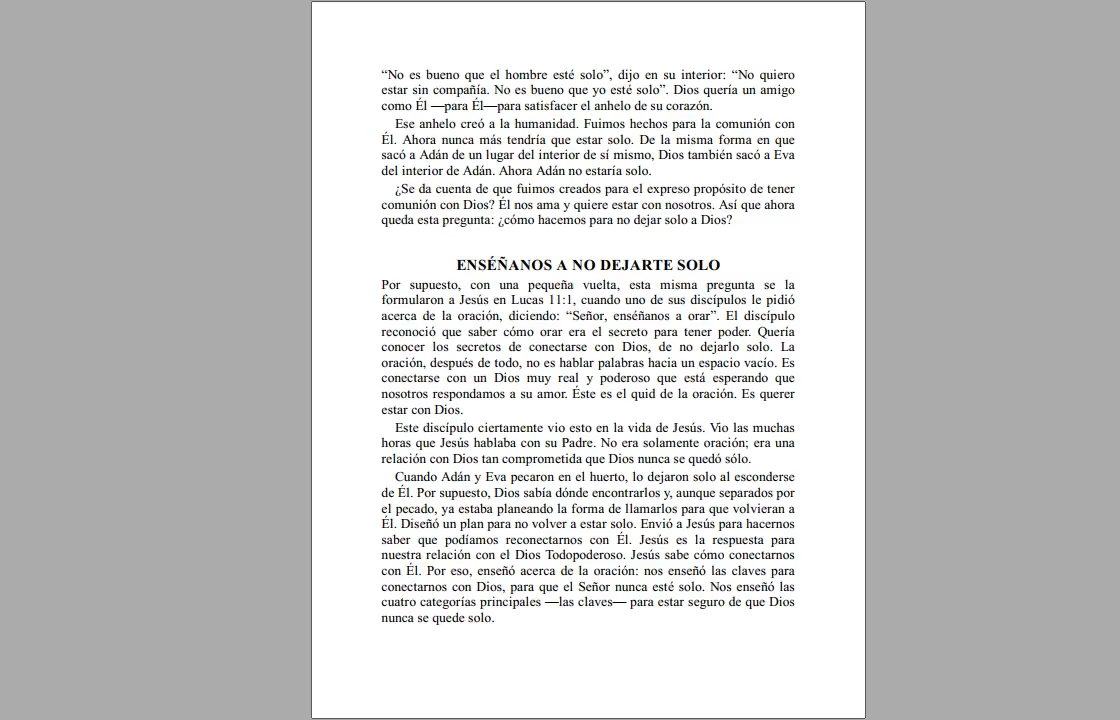 “No es bueno que el hombre esté solo”, dijo en su interior: “No quiero
estar sin compañía. No es bueno que yo esté solo”. Dios quería un amigo
como Él —para Él—para satisfacer el anhelo de su corazón.
Ese anhelo creó a la humanidad. Fuimos hechos para la comunión con
Él. Ahora nunca más tendría que estar solo. De la misma forma en que
sacó a Adán de un lugar del interior de sí mismo, Dios también sacó a Eva
del interior de Adán. Ahora Adán no estaría solo.
¿Se da cuenta de que fuimos creados para el expreso propósito de tener
comunión con Dios? Él nos ama y quiere estar con nosotros. Así que ahora
queda esta pregunta: ¿cómo hacemos para no dejar solo a Dios?
ENSÉÑANOS A NO DEJARTE SOLO
Por supuesto, con una pequeña vuelta, esta misma pregunta se la
formularon a Jesús en Lucas 11:1, cuando uno de sus discípulos le pidió
acerca de la oración, diciendo: “Señor, enséñanos a orar”. El discípulo
reconoció que saber cómo orar era el secreto para tener poder. Quería
conocer los secretos de conectarse con Dios, de no dejarlo solo. La
oración, después de todo, no es hablar palabras hacia un espacio vacío. Es
conectarse con un Dios muy real y poderoso que está esperando que
nosotros respondamos a su amor. Éste es el quid de la oración. Es querer
estar con Dios.
Este discípulo ciertamente vio esto en la vida de Jesús. Vio las muchas
horas que Jesús hablaba con su Padre. No era solamente oración; era una
relación con Dios tan comprometida que Dios nunca se quedó sólo.
Cuando Adán y Eva pecaron en el huerto, lo dejaron solo al esconderse
de Él. Por supuesto, Dios sabía dónde encontrarlos y, aunque separados por
el pecado, ya estaba planeando la forma de llamarlos para que volvieran a
Él. Diseñó un plan para no volver a estar solo. Envió a Jesús para hacernos
saber que podíamos reconectarnos con Él. Jesús es la respuesta para
nuestra relación con el Dios Todopoderoso. Jesús sabe cómo conectarnos
con Él. Por eso, enseñó acerca de la oración: nos enseñó las claves para
conectarnos con Dios, para que el Señor nunca esté solo. Nos enseñó las
cuatro categorías principales —las claves— para estar seguro de que Dios
nunca se quede solo.